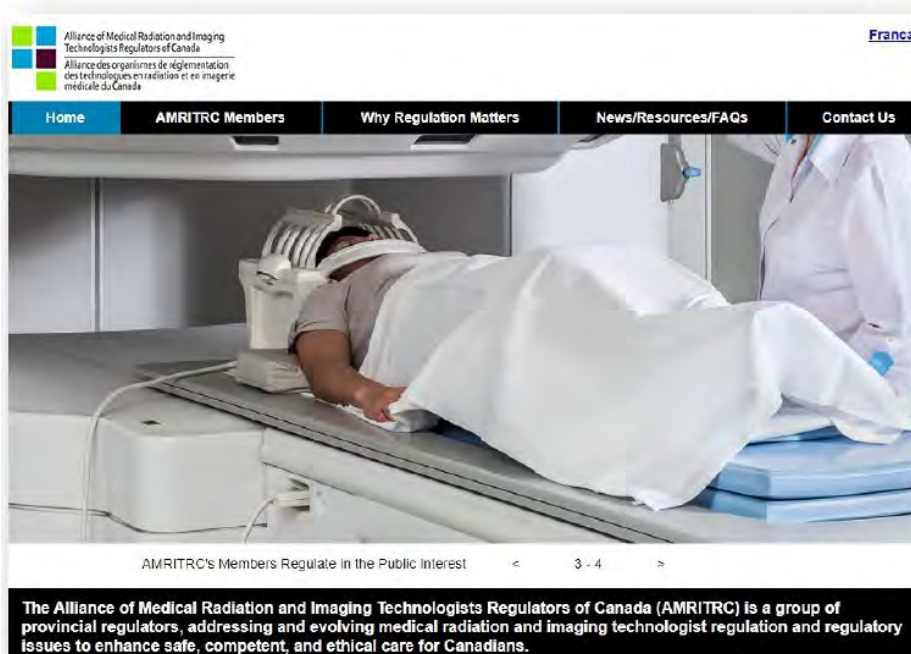 Alliance of Medical Radiation and Imaging
Technologists Regulators of Canada
Alliance des organismes de réglementation
des technologues en radiation et en imagerie
médicale du Canada
Home
AMRITRC Members
Why Regulation Matters
News/Resources/FAQs
Contact Us
AMRITRC's Members Regulate in the Public Interest < 3 - 4 >
The Alliance of Medical Radiation and Imaging Technologists Regulators of Canada (AMRITRC) is a group of
provincial regulators, addressing and evolving medical radiation and imaging technologist regulation and regulatory
issues to enhance safe, competent, and ethical care for Canadians.